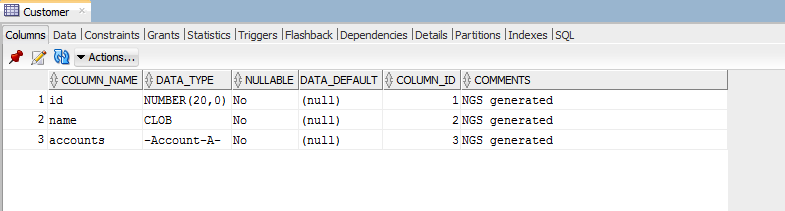 Customer
Columns Data Constraints Grants Statistics Triggers Flashback Dependencies Details Partitions Indexes SQL
Actions...
COLUMN_NAME DATA_TYPE NULLABLE DATA_DEFAULT COLUMN_ID COMMENTS
1 id NUMBER(20,0) No (null) 1 NGS generated
2 name CLOB No (null) 2 NGS generated
3 accounts -Account-A- No (null) 3 NGS generated